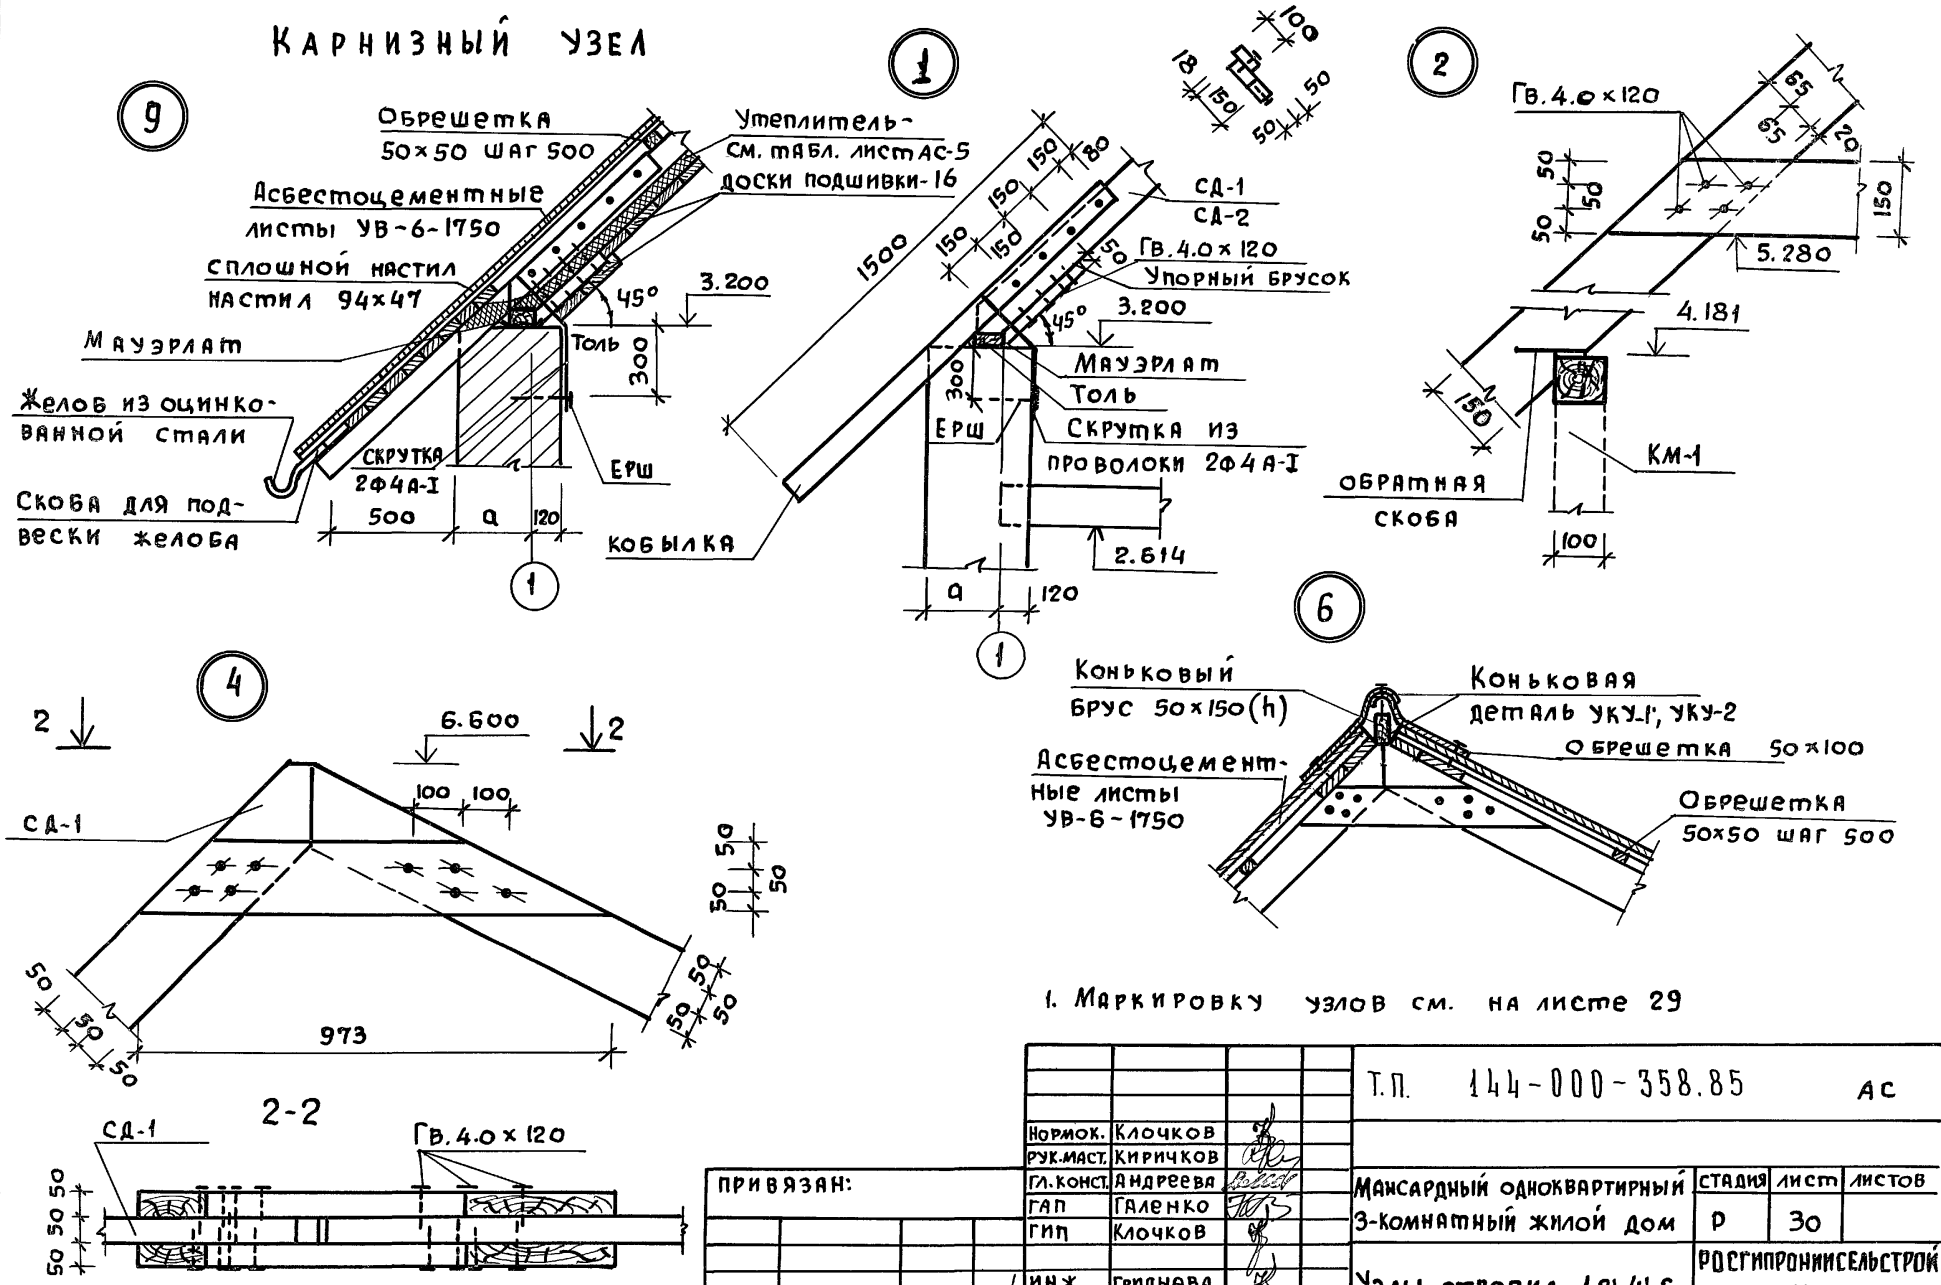 КАРНИЗНЫЙ УЗЕЛ
9
ОБРЕШЕТКА
50×50 ШАГ 500
АСБЕСТОЦЕМЕНТНЫЕ
ЛИСТЫ УВ-6-1750
СПЛОШНОЙ НАСТИЛ
НАСТИЛ 94×47
МАУЭРЛАТ
ЖЕЛОБ ИЗ ОЦИНКО-
ВАННОЙ СТАЛИ
СКОБА ДЛЯ ПОД-
ВЕСКИ ЖЕЛОБА
УТЕПЛИТЕЛЬ-
СМ. ТАБЛ. ЛИСТ АС-5
ДОСКИ ПОДШИВКИ-16
45°
3.200
ТОЛЬ
300
СКРУТКА
2Ф4А-I
ЕРШ
500
а
120
1
1
1500
150
150
150
150
150
80
СД-1
СД-2
50
ГВ.4.0×120
УПОРНЫЙ БРУСОК
3.200
45°
МАУЭРЛАТ
ТОЛЬ
300
ЕРШ
СКРУТКА ИЗ
ПРОВОЛОКИ 2Ф4А-I
КОБЫЛКА
2.614
а
120
1
100
18
150
50
50
2
ГВ.4.0×120
65
65
20
50
50
50
150
5.280
4.181
150
КМ-1
ОБРАТНАЯ
СКОБА
100
4
2
2
6.600
СД-1
100
100
50
50
50
50
50
50
50
50
50
973
2-2
СД-1
ГВ.4.0×120
50
50
50
6
КОНЬКОВЫЙ
БРУС 50×150(h)
КОНЬКОВАЯ
ДЕТАЛЬ УКУ-1, УКУ-2
ОБРЕШЕТКА 50×100
АСБЕСТОЦЕМЕНТ-
НЫЕ ЛИСТЫ
УВ-6-1750
ОБРЕШЕТКА
50×50 ШАГ 500
1. МАРКИРОВКУ УЗЛОВ СМ. НА ЛИСТЕ 29
Т.П. 144-000-358.85 АС
НОРМОК. КЛОЧКОВ
РУК.МАСТ. КИРИЧКОВ
ГЛ.КОНСТ. АНДРЕЕВА
ГАП ГАЛЕНКО
ГИП КЛОЧКОВ
ИНЖ. ГРИДНЕВА
ПРИВЯЗАН:
МАНСАРДНЫЙ ОДНОКВАРТИРНЫЙ
3-КОМНАТНЫЙ ЖИЛОЙ ДОМ
СТАДИЯ ЛИСТ ЛИСТОВ
Р 30
РОСГИПРОНИИСЕЛЬСТРОЙ